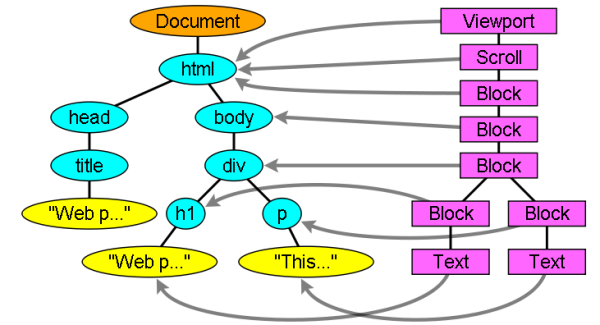 Document
Viewport
html
Scroll
Block
head
body
Block
title
div
Block
"Web p..."
h1
p
Block
Block
"Web p..."
"This..."
Text
Text